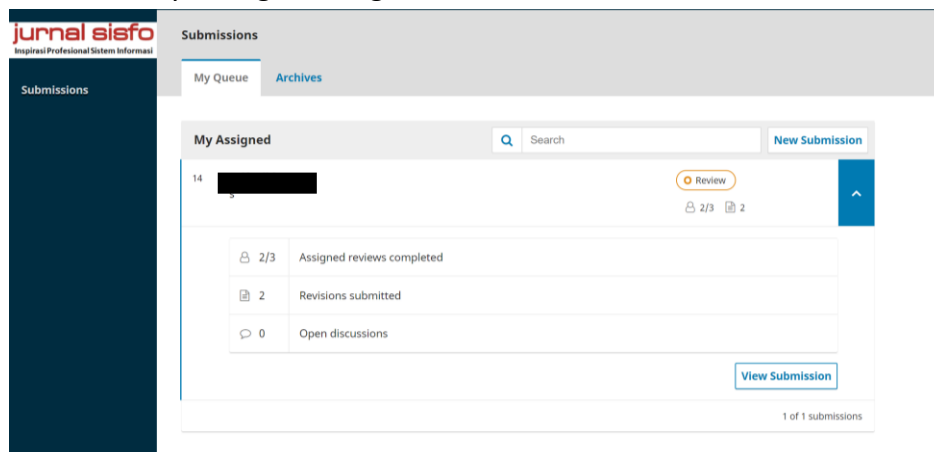 jurnal sisfo
Inspirasi Profesional Sistem Informasi
Submissions
Submissions
My Queue
Archives
My Assigned
Search
New Submission
14
Review
2/3 2
2/3 Assigned reviews completed
2 Revisions submitted
0 Open discussions
View Submission
1 of 1 submissions